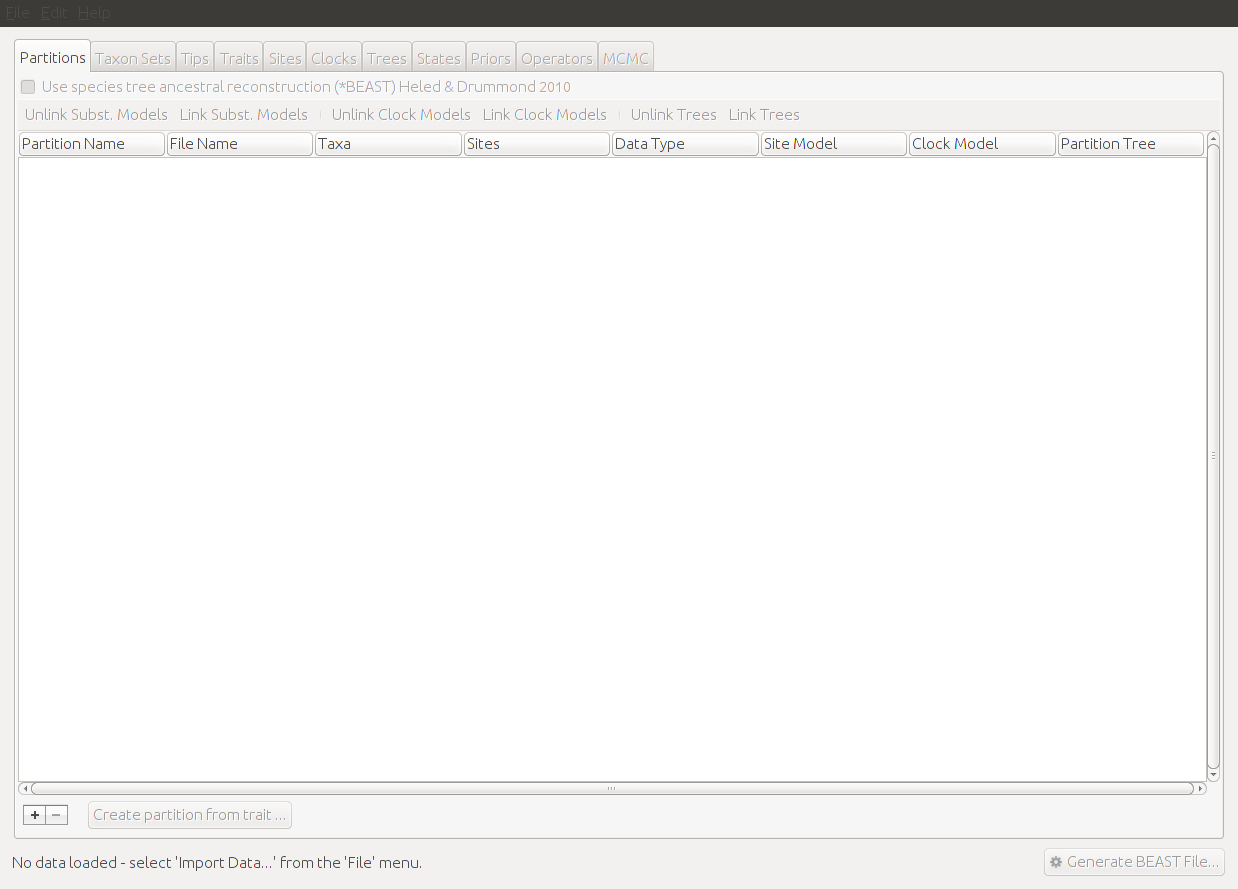 File Edit Help
Partitions Taxon Sets Tips Traits Sites Clocks Trees States Priors Operators MCMC
Use species tree ancestral reconstruction (*BEAST) Heled & Drummond 2010
Unlink Subst. Models Link Subst. Models Unlink Clock Models Link Clock Models Unlink Trees Link Trees
Partition Name File Name Taxa Sites Data Type Site Model Clock Model Partition Tree
+ − Create partition from trait ...
No data loaded - select 'Import Data...' from the 'File' menu. Generate BEAST File...